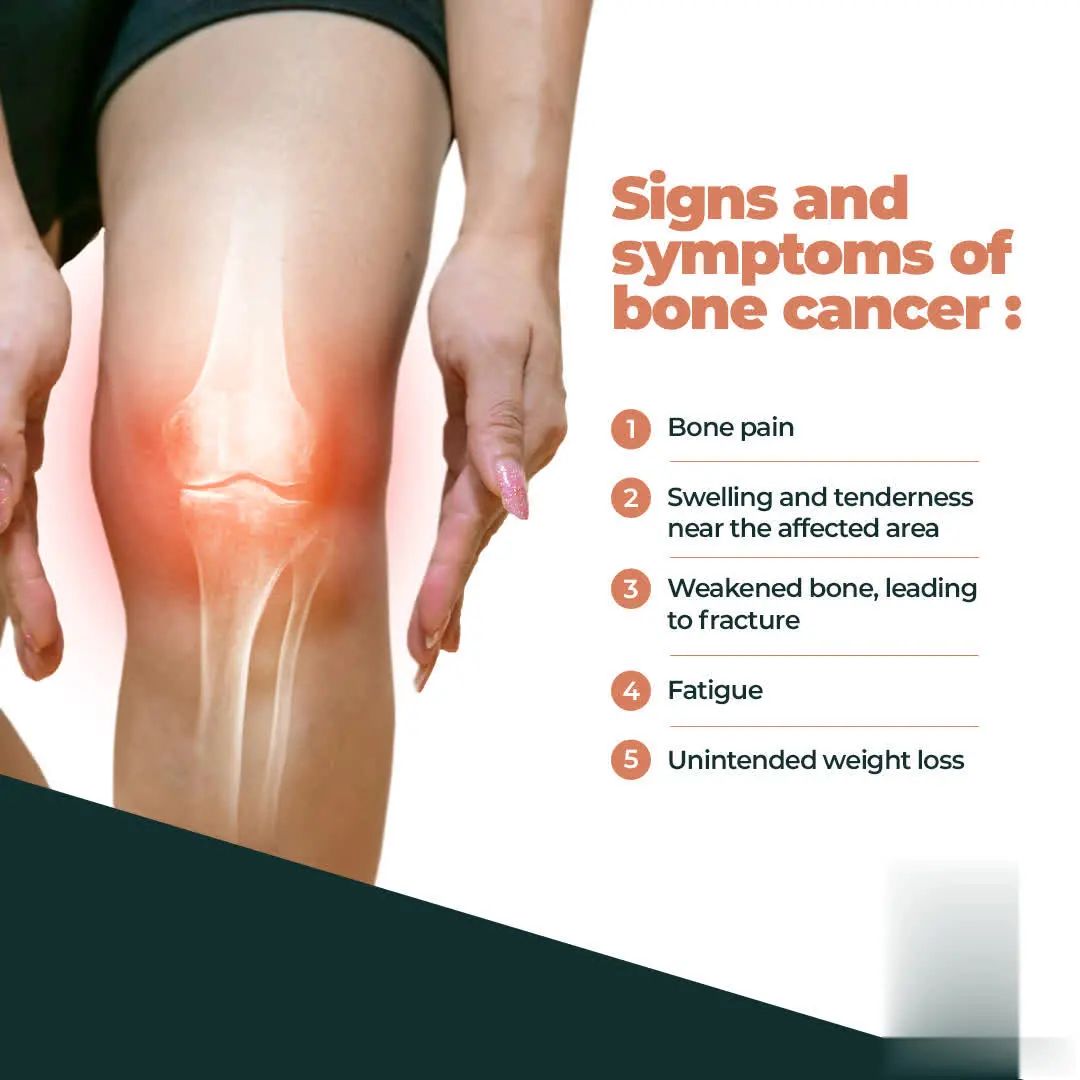 Signs and
symptoms of
bone cancer :
1 Bone pain
2 Swelling and tenderness
near the affected area
3 Weakened bone, leading
to fracture
4 Fatigue
5 Unintended weight loss